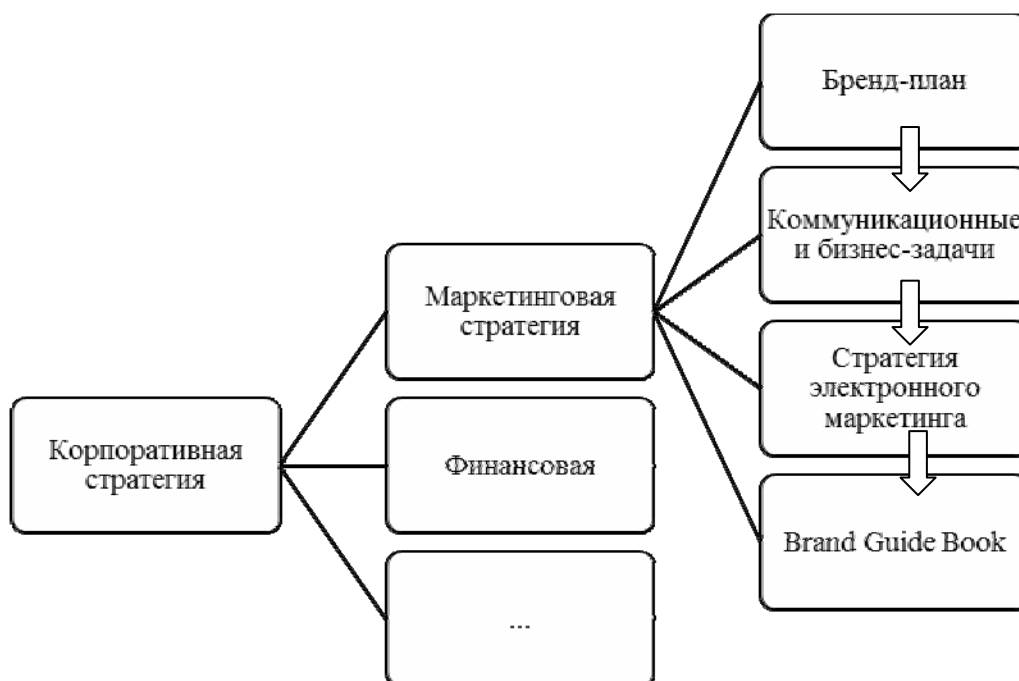 Бренд-план
Коммуникационные
и бизнес-задачи
Маркетинговая
стратегия
Стратегия
электронного
маркетинга
Корпоративная
стратегия
Финансовая
Brand Guide Book
...